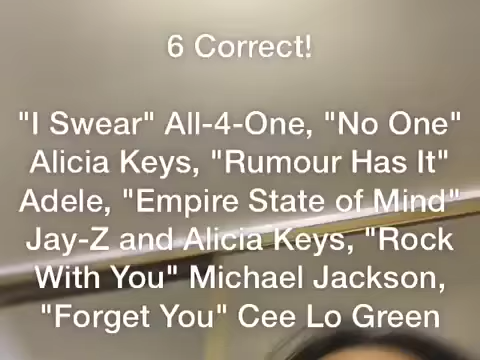 6 Correct!
"I Swear" All-4-One, "No One"
Alicia Keys, "Rumour Has It"
Adele, "Empire State of Mind"
Jay-Z and Alicia Keys, "Rock
With You" Michael Jackson,
"Forget You" Cee Lo Green